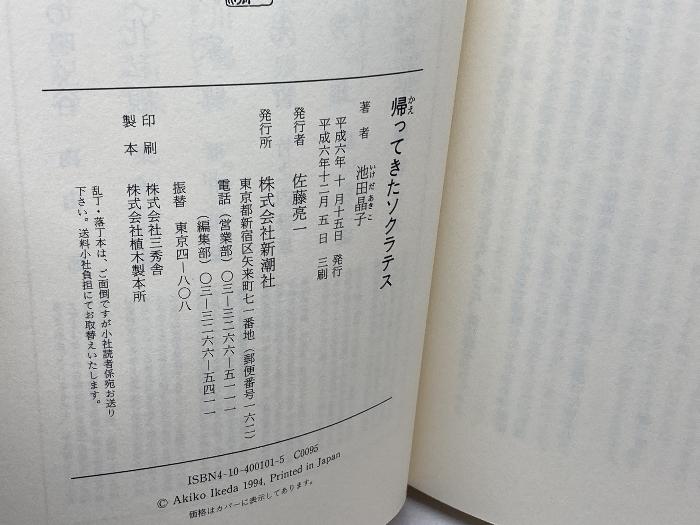 帰ってきたソクラテス
かえ
著者　池田晶子
いけだあきこ
平成六年 十 月十五日　発行
平成六年十二月 五 日　三刷
発行者　佐藤亮一
発行所　株式会社新潮社
東京都新宿区矢来町七一番地(郵便番号一六二)
電話(営業部)〇三―三二六六―五一一一
(編集部)〇三―三二六六―五四一一
振替　東京四―八〇八
印刷　株式会社三秀舎
製本　株式会社植木製本所
乱丁・落丁本は、ご面倒ですが小社読者係宛お送り
下さい。送料小社負担にてお取替えいたします。
ISBN4-10-400101-5 C0095
© Akiko Ikeda 1994, Printed in Japan
価格はカバーに表示してあります。